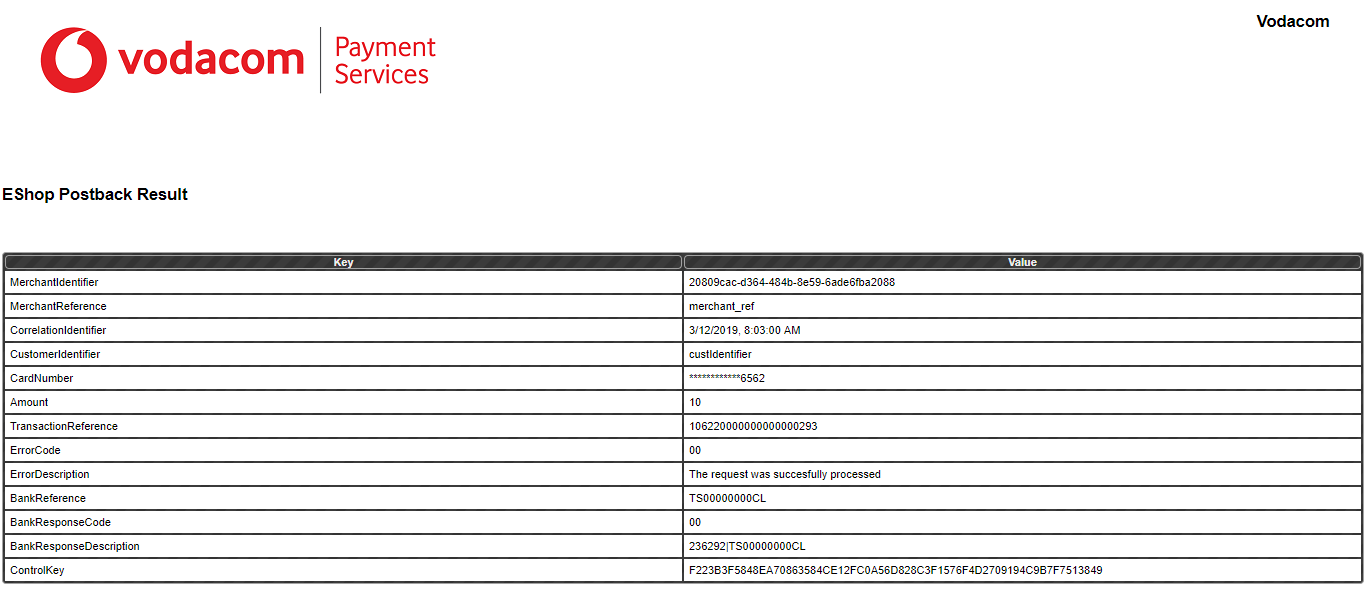 Vodacom
vodacom
Payment
Services
EShop Postback Result
Key Value
MerchantIdentifier 20809cac-d364-484b-8e59-6ade6fba2088
MerchantReference merchant_ref
CorrelationIdentifier 3/12/2019, 8:03:00 AM
CustomerIdentifier custIdentifier
CardNumber ************6562
Amount 10
TransactionReference 106220000000000000293
ErrorCode 00
ErrorDescription The request was succesfully processed
BankReference TS00000000CL
BankResponseCode 00
BankResponseDescription 236292|TS00000000CL
ControlKey F223B3F5848EA70863584CE12FC0A56D828C3F1576F4D2709194C9B7F7513849